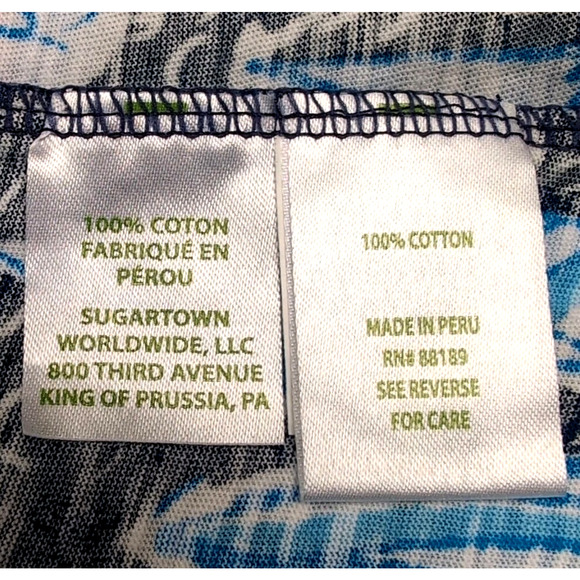 100% COTON
FABRIQUÉ EN
PÉROU
SUGARTOWN
WORLDWIDE, LLC
800 THIRD AVENUE
KING OF PRUSSIA, PA
100% COTTON
MADE IN PERU
RN# 88189
SEE REVERSE
FOR CARE